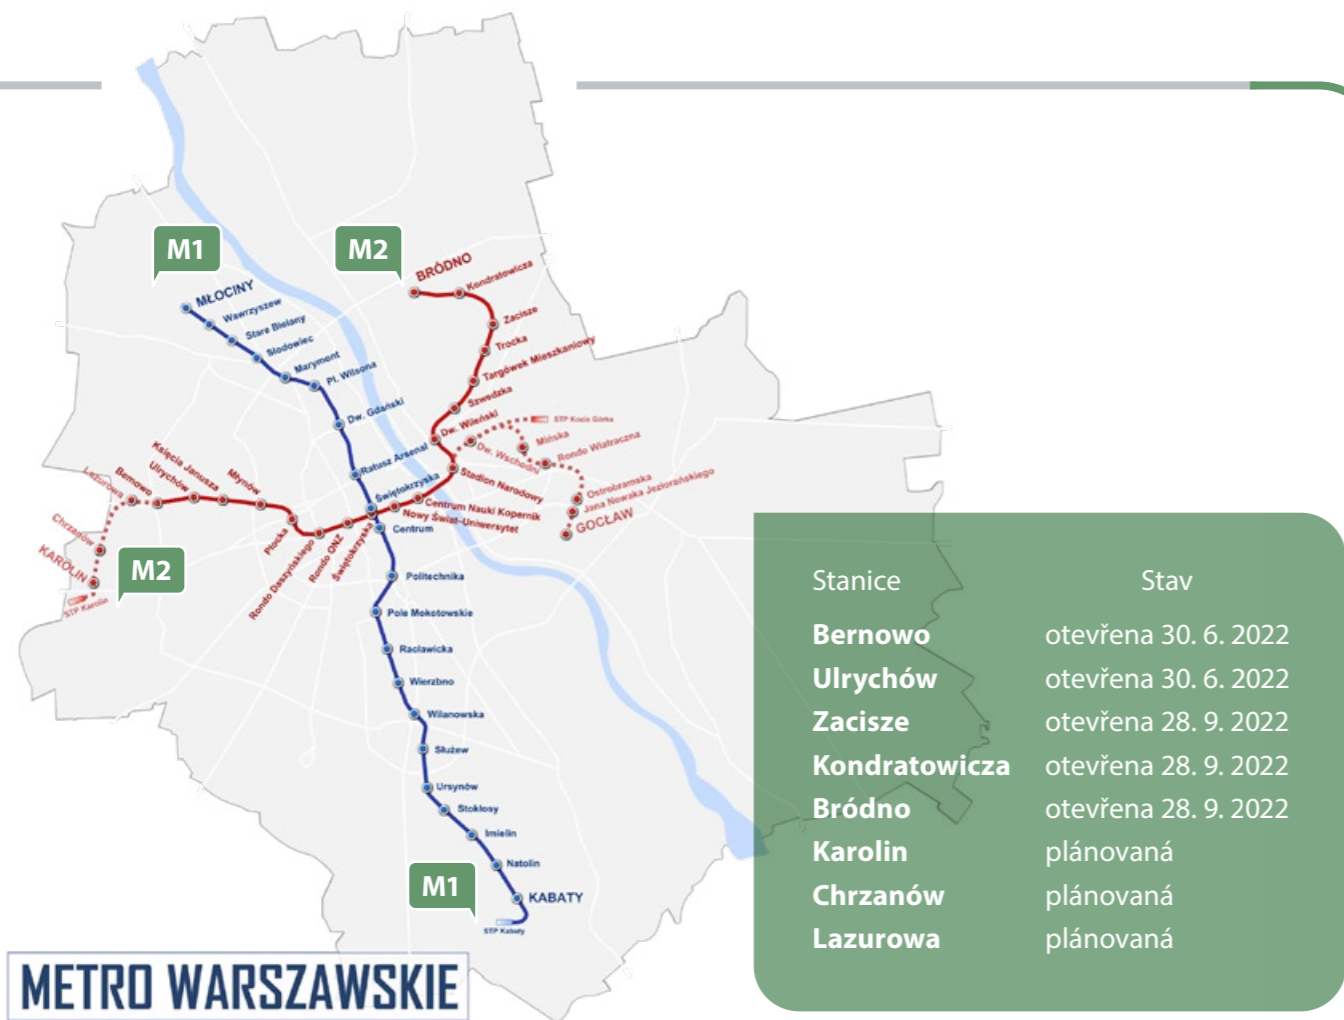 M1
M2
MŁOCINY
Wawrzyszew
Stare Bielany
Słodowiec
Marymont
Pl. Wilsona
Dw. Gdański
Ratusz Arsenał
Świętokrzyska
Centrum
Politechnika
Pole Mokotowskie
Racławicka
Wierzbno
Wilanowska
Służew
Ursynów
Stokłosy
Imielin
Natolin
KABATY
STP Kabaty
M1
BRÓDNO
Kondratowicza
Zacisze
Trocka
Targówek Mieszkaniowy
Szwedzka
Dw. Wileński
Stadion Narodowy
Centrum Nauki Kopernik
Nowy Świat-Uniwersytet
Świętokrzyska
Rondo ONZ
Rondo Daszyńskiego
Płocka
Młynów
Księcia Janusza
Ulrychów
Bemowo
Lazurowa
Chrzanów
KAROLIN
STP Karolin
M2
STP Kozia Górka
Dw. Wschodni
Mińska
Rondo Wiatraczna
Ostrobramska
Jana Nowaka Jeziorańskiego
GOCŁAW
Stanice Stav
Bernowo otevřena 30. 6. 2022
Ulrychów otevřena 30. 6. 2022
Zacisze otevřena 28. 9. 2022
Kondratowicza otevřena 28. 9. 2022
Bródno otevřena 28. 9. 2022
Karolin plánovaná
Chrzanów plánovaná
Lazurowa plánovaná
METRO WARSZAWSKIE